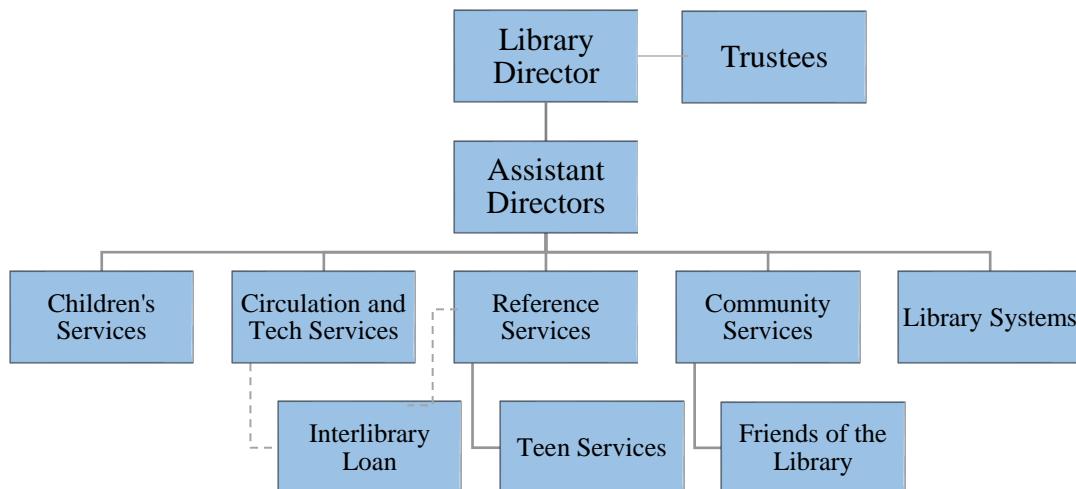 Library
Director
Trustees
Assistant
Directors
Children's
Services
Circulation and
Tech Services
Reference
Services
Community
Services
Library Systems
Interlibrary
Loan
Teen Services
Friends of the
Library